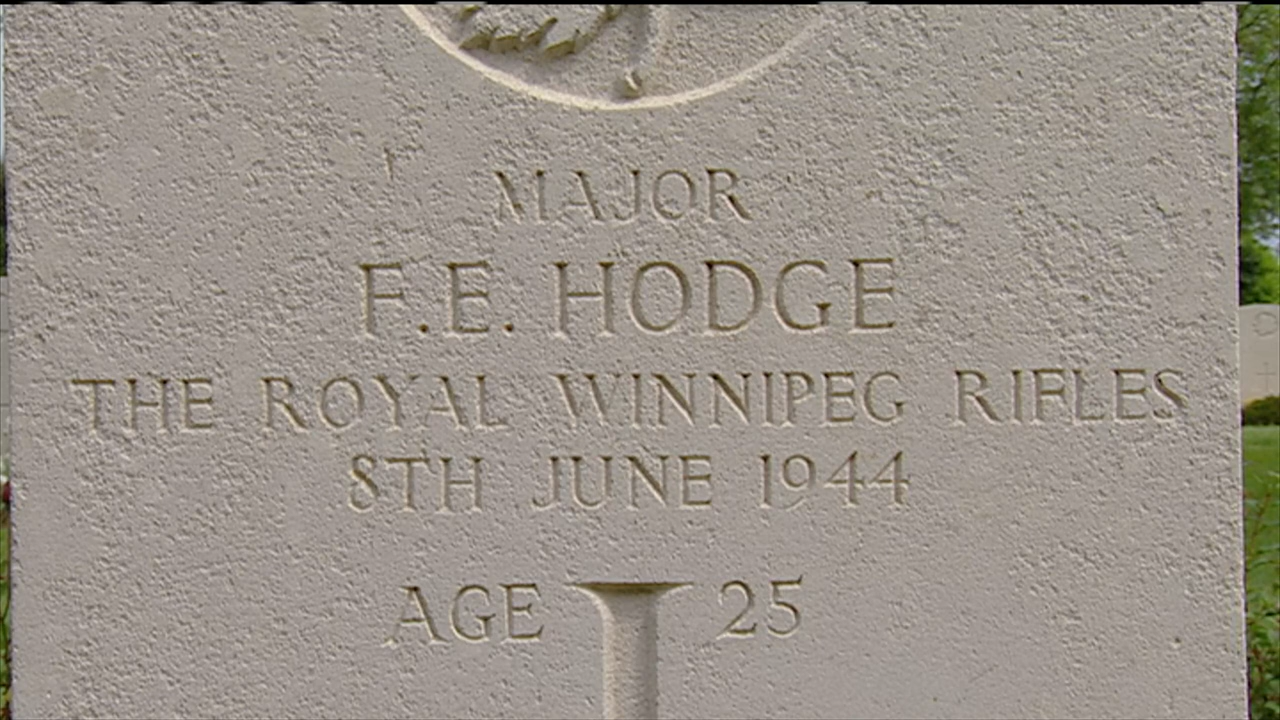 MAJOR
F.E. HODGE
THE ROYAL WINNIPEG RIFLES
8TH JUNE 1944
AGE 25